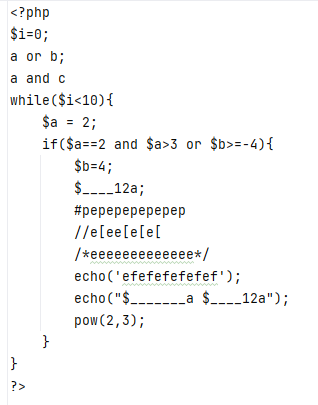 <?php
$i=0;
a or b;
a and c
while($i<10){
    $a = 2;
    if($a==2 and $a>3 or $b>=-4){
        $b=4;
        $____12a;
        #pepepepepepep
        //e[ee[e[e[
        /*eeeeeeeeeeeee*/
        echo('efefefefefef');
        echo("$_______a $____12a");
        pow(2,3);
    }
}
?>